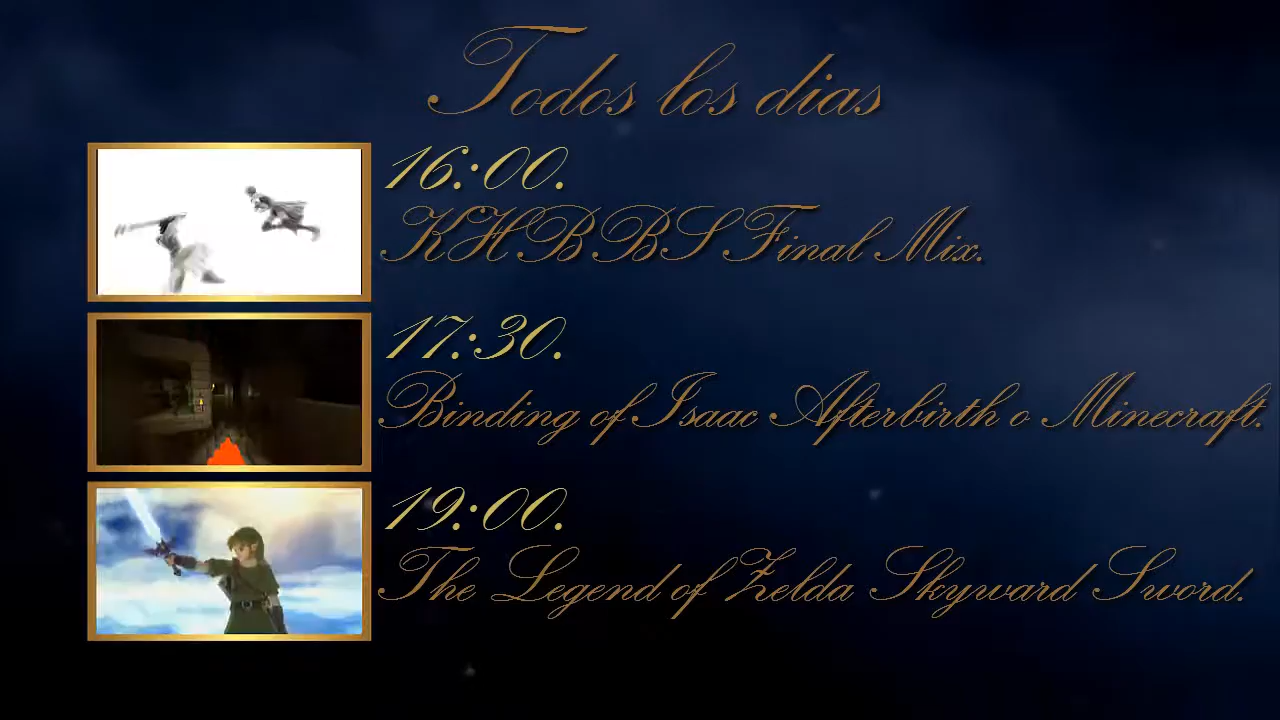 Todos los dias
16:00.
KHBBS Final Mix.
17:30.
Binding of Isaac Afterbirth o Minecraft.
19:00.
The Legend of Zelda Skyward Sword.